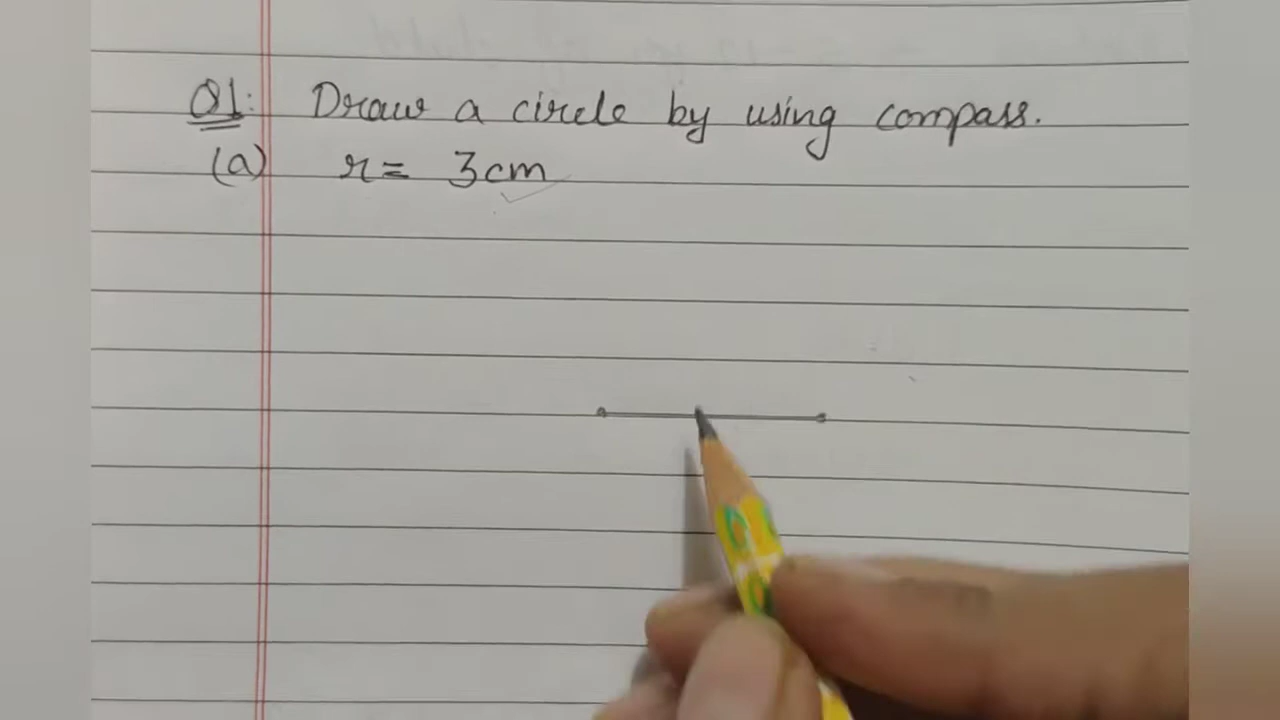 Q1: Draw a circle by using compass.
(a) r = 3cm